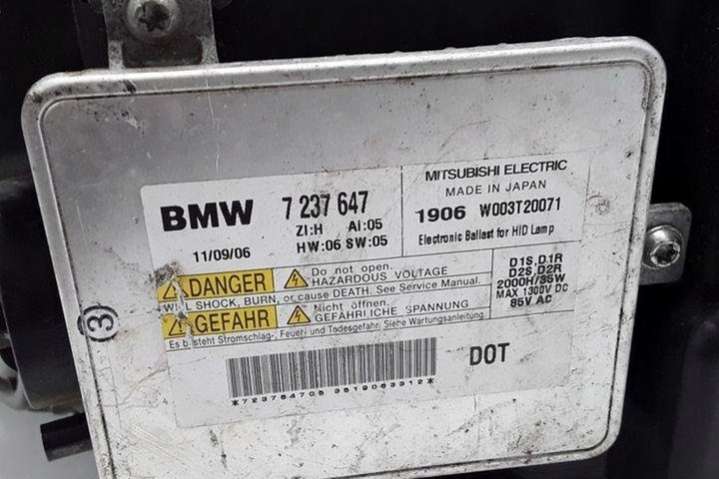 BMW 7 237 647
ZI:H AI:05
11/09/06 HW:06 SW:05
MITSUBISHI ELECTRIC
MADE IN JAPAN
1906 W003T20071
Electronic Ballast for HID Lamp
DANGER Do not open.
HAZARDOUS VOLTAGE
WILL SHOCK, BURN, or cause DEATH. See Service Manual.
GEFAHR Nicht öffnen.
GEFÄHRLICHE SPANNUNG
Es besteht Stromschlag-, Feuer- und Todesgefahr. Siehe Wartungsanleitung
D1S,D1R
D2S,D2R
2000H/35W
MAX 1300V DC
85V AC
DOT
*723764705 3519063312*
3